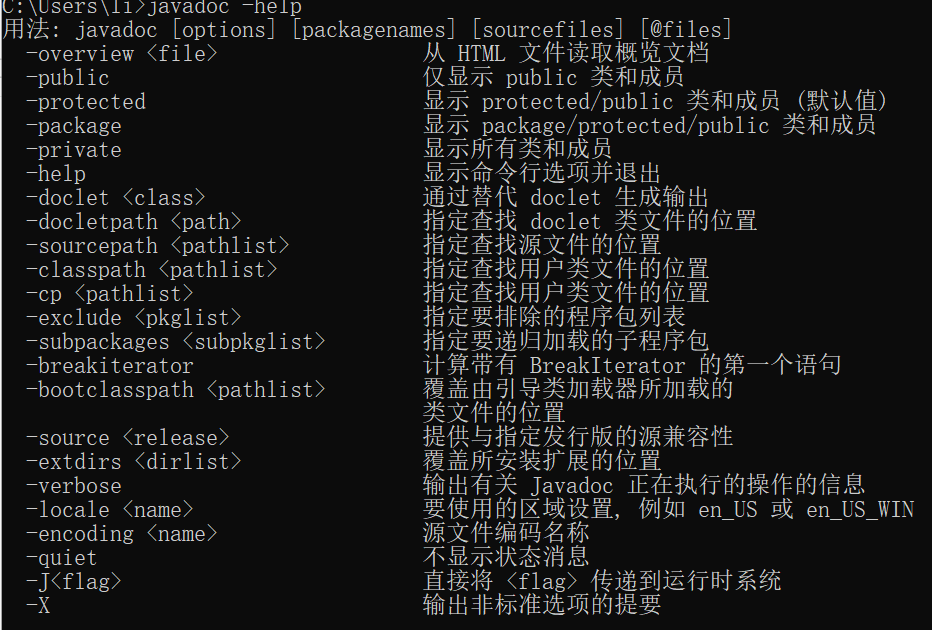 C:\Users\li>javadoc -help
用法: javadoc [options] [packagenames] [sourcefiles] [@files]
-overview <file> 从 HTML 文件读取概览文档
-public 仅显示 public 类和成员
-protected 显示 protected/public 类和成员 (默认值)
-package 显示 package/protected/public 类和成员
-private 显示所有类和成员
-help 显示命令行选项并退出
-doclet <class> 通过替代 doclet 生成输出
-docletpath <path> 指定查找 doclet 类文件的位置
-sourcepath <pathlist> 指定查找源文件的位置
-classpath <pathlist> 指定查找用户类文件的位置
-cp <pathlist> 指定查找用户类文件的位置
-exclude <pkglist> 指定要排除的程序包列表
-subpackages <subpkglist> 指定要递归加载的子程序包
-breakiterator 计算带有 BreakIterator 的第一个语句
-bootclasspath <pathlist> 覆盖由引导类加载器所加载的
类文件的位置
-source <release> 提供与指定发行版的源兼容性
-extdirs <dirlist> 覆盖所安装扩展的位置
-verbose 输出有关 Javadoc 正在执行的操作的信息
-locale <name> 要使用的区域设置, 例如 en_US 或 en_US_WIN
-encoding <name> 源文件编码名称
-quiet 不显示状态消息
-J<flag> 直接将 <flag> 传递到运行时系统
-X 输出非标准选项的提要